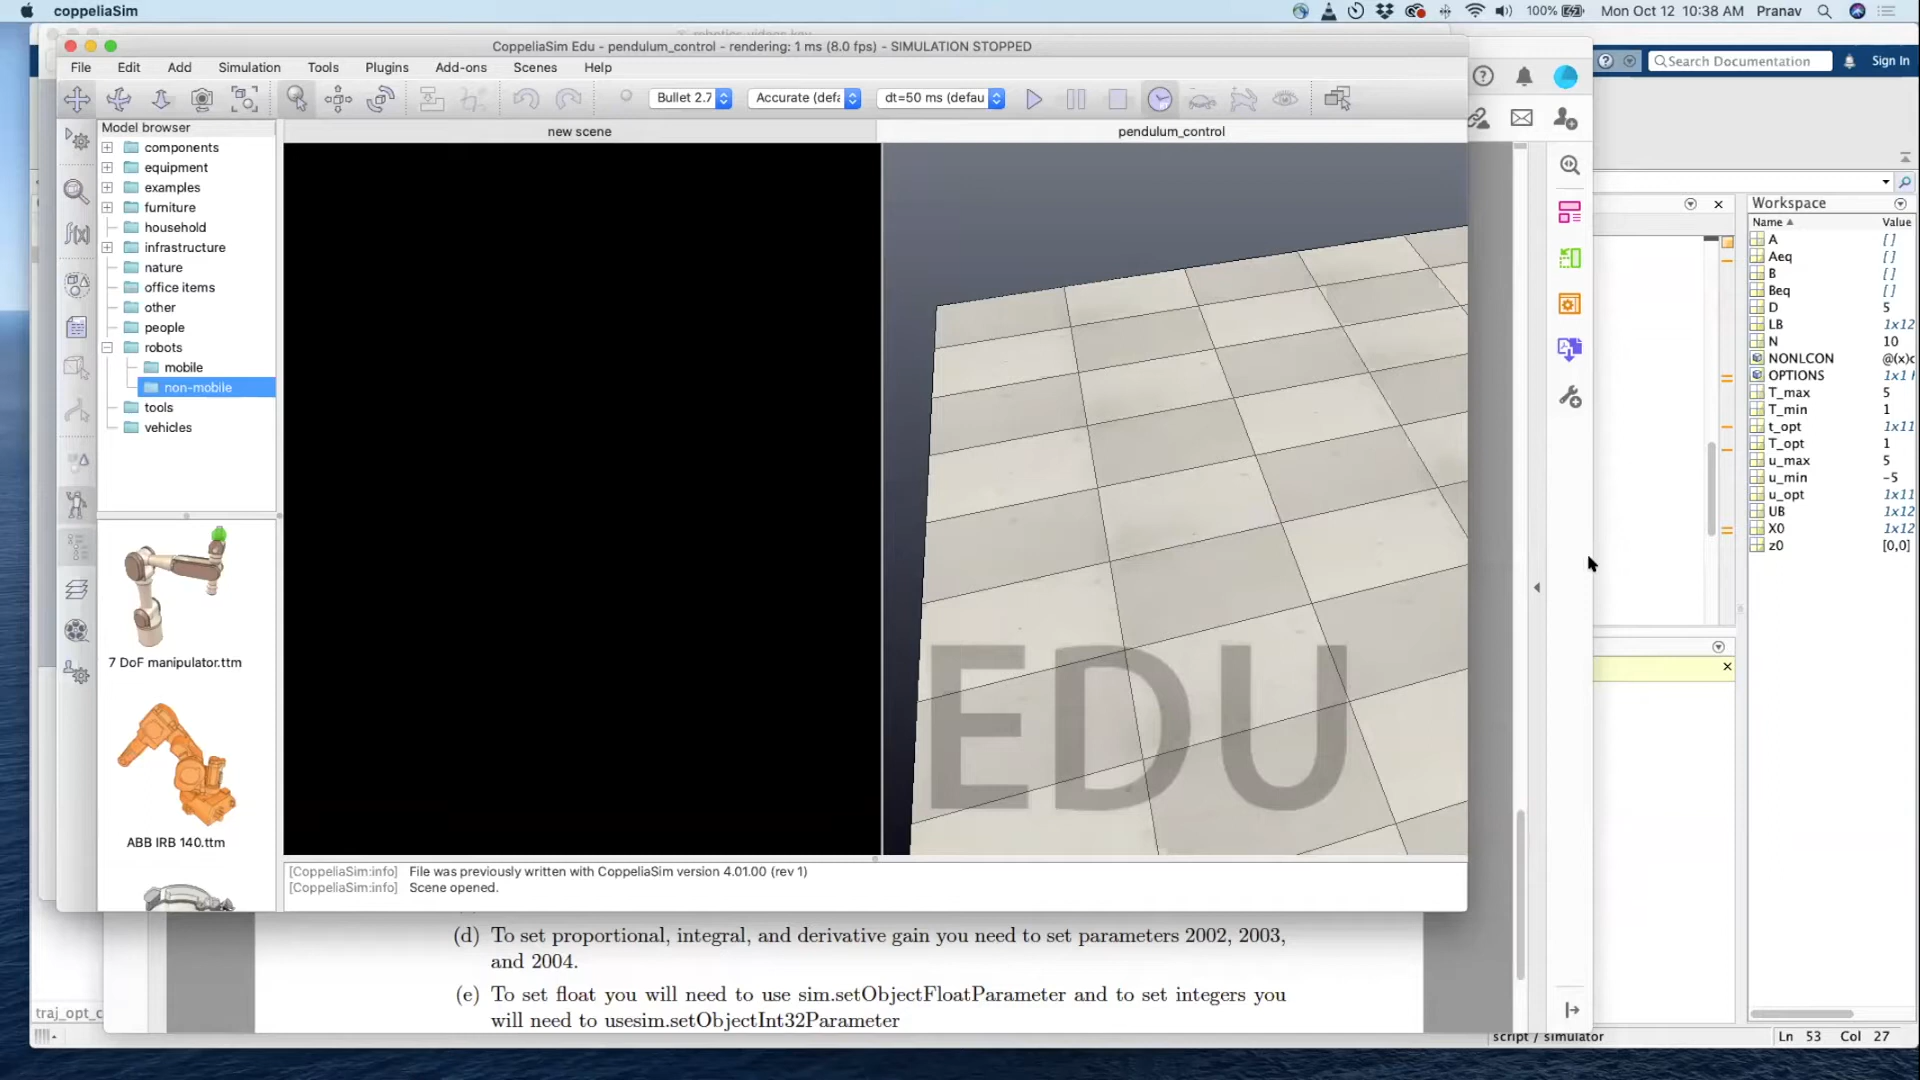 coppeliaSim
100%
Mon Oct 12 10:38 AM
Pranav
CoppeliaSim Edu - pendulum_control - rendering: 1 ms (8.0 fps) - SIMULATION STOPPED
File Edit Add Simulation Tools Plugins Add-ons Scenes Help
Bullet 2.7
Accurate (defa
dt=50 ms (defau
Model browser
new scene
pendulum_control
components
equipment
examples
furniture
household
infrastructure
nature
office items
other
people
robots
mobile
non-mobile
tools
vehicles
7 DoF manipulator.ttm
ABB IRB 140.ttm
EDU
[CoppeliaSim:info] File was previously written with CoppeliaSim version 4.01.00 (rev 1)
[CoppeliaSim:info] Scene opened.
(d) To set proportional, integral, and derivative gain you need to set parameters 2002, 2003,
and 2004.
(e) To set float you will need to use sim.setObjectFloatParameter and to set integers you
will need to usesim.setObjectInt32Parameter
traj_opt_c
Search Documentation
Sign In
Workspace
Name Value
A []
Aeq []
B []
Beq []
D 5
LB 1x12
N 10
NONLCON @(x)c
OPTIONS 1x1
T_max 5
T_min 1
t_opt 1x11
T_opt 1
u_max 5
u_min -5
u_opt 1x11
UB 1x12
X0 1x12
z0 [0,0]
script / simulator
Ln 53 Col 27